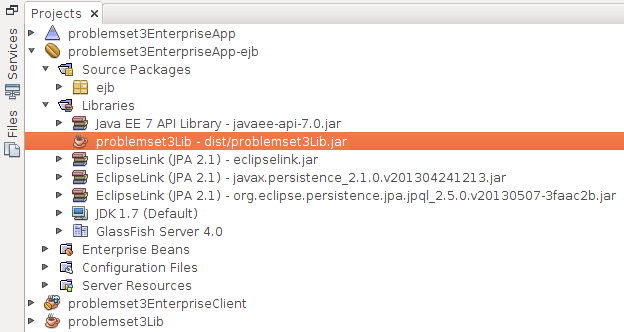 Projects ×
problemset3EnterpriseApp
problemset3EnterpriseApp-ejb
Source Packages
ejb
Libraries
Java EE 7 API Library - javaee-api-7.0.jar
problemset3Lib - dist/problemset3Lib.jar
EclipseLink (JPA 2.1) - eclipselink.jar
EclipseLink (JPA 2.1) - javax.persistence_2.1.0.v201304241213.jar
EclipseLink (JPA 2.1) - org.eclipse.persistence.jpa.jpql_2.5.0.v20130507-3faac2b.jar
JDK 1.7 (Default)
GlassFish Server 4.0
Enterprise Beans
Configuration Files
Server Resources
problemset3EnterpriseClient
problemset3Lib
Services
Files